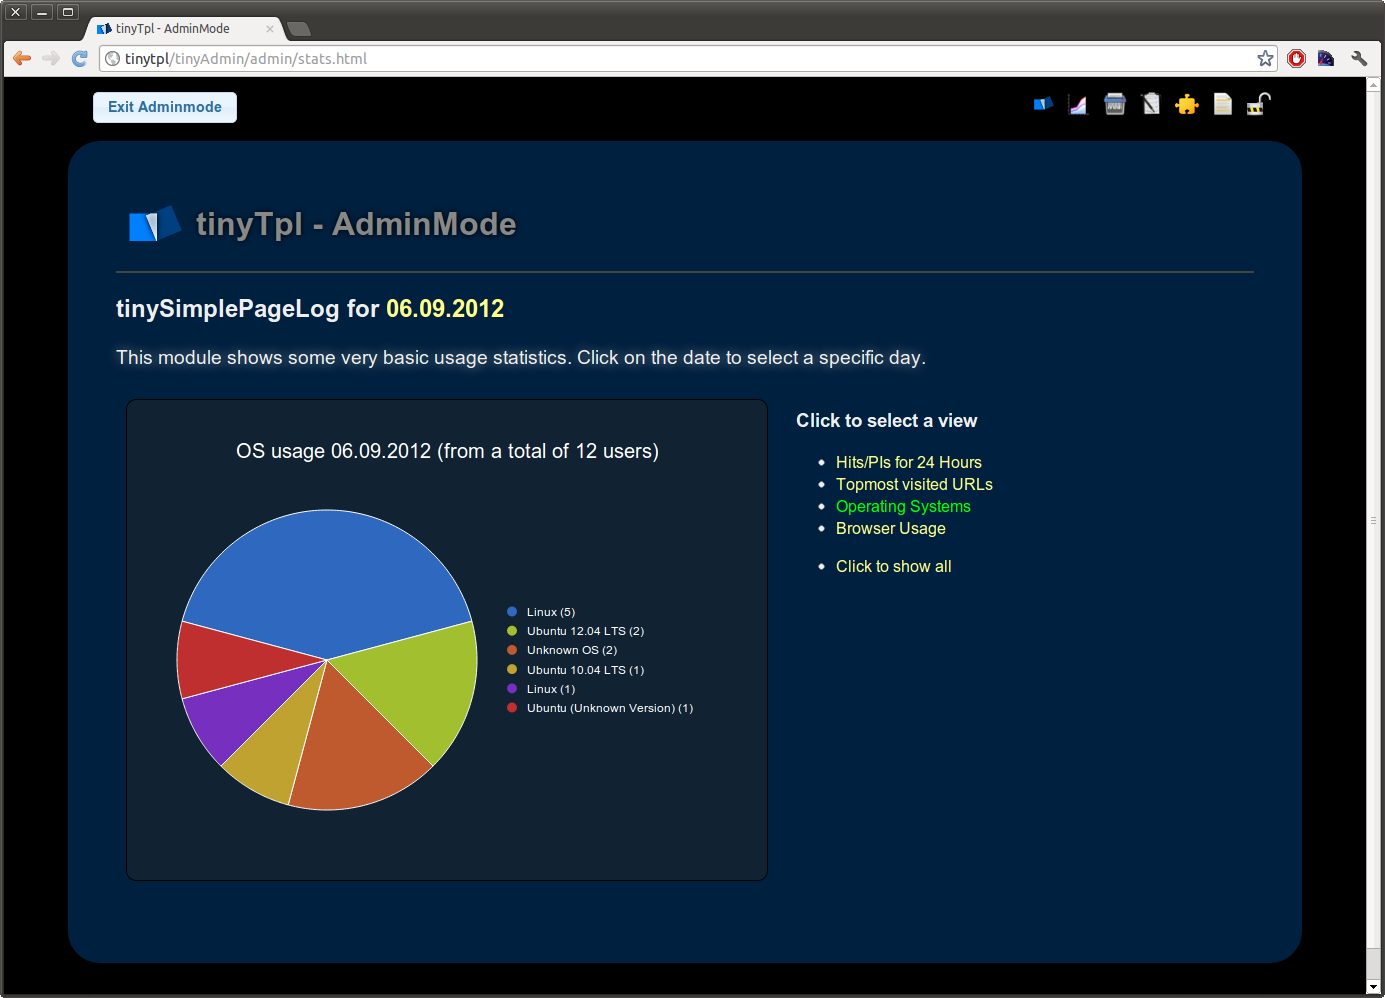 tinyTpl - AdminMode
tinytpl/tinyAdmin/admin/stats.html
Exit Adminmode
tinyTpl - AdminMode
tinySimplePageLog for 06.09.2012
This module shows some very basic usage statistics. Click on the date to select a specific day.
OS usage 06.09.2012 (from a total of 12 users)
Linux (5)
Ubuntu 12.04 LTS (2)
Unknown OS (2)
Ubuntu 10.04 LTS (1)
Linux (1)
Ubuntu (Unknown Version) (1)
Click to select a view
Hits/PIs for 24 Hours
Topmost visited URLs
Operating Systems
Browser Usage
Click to show all